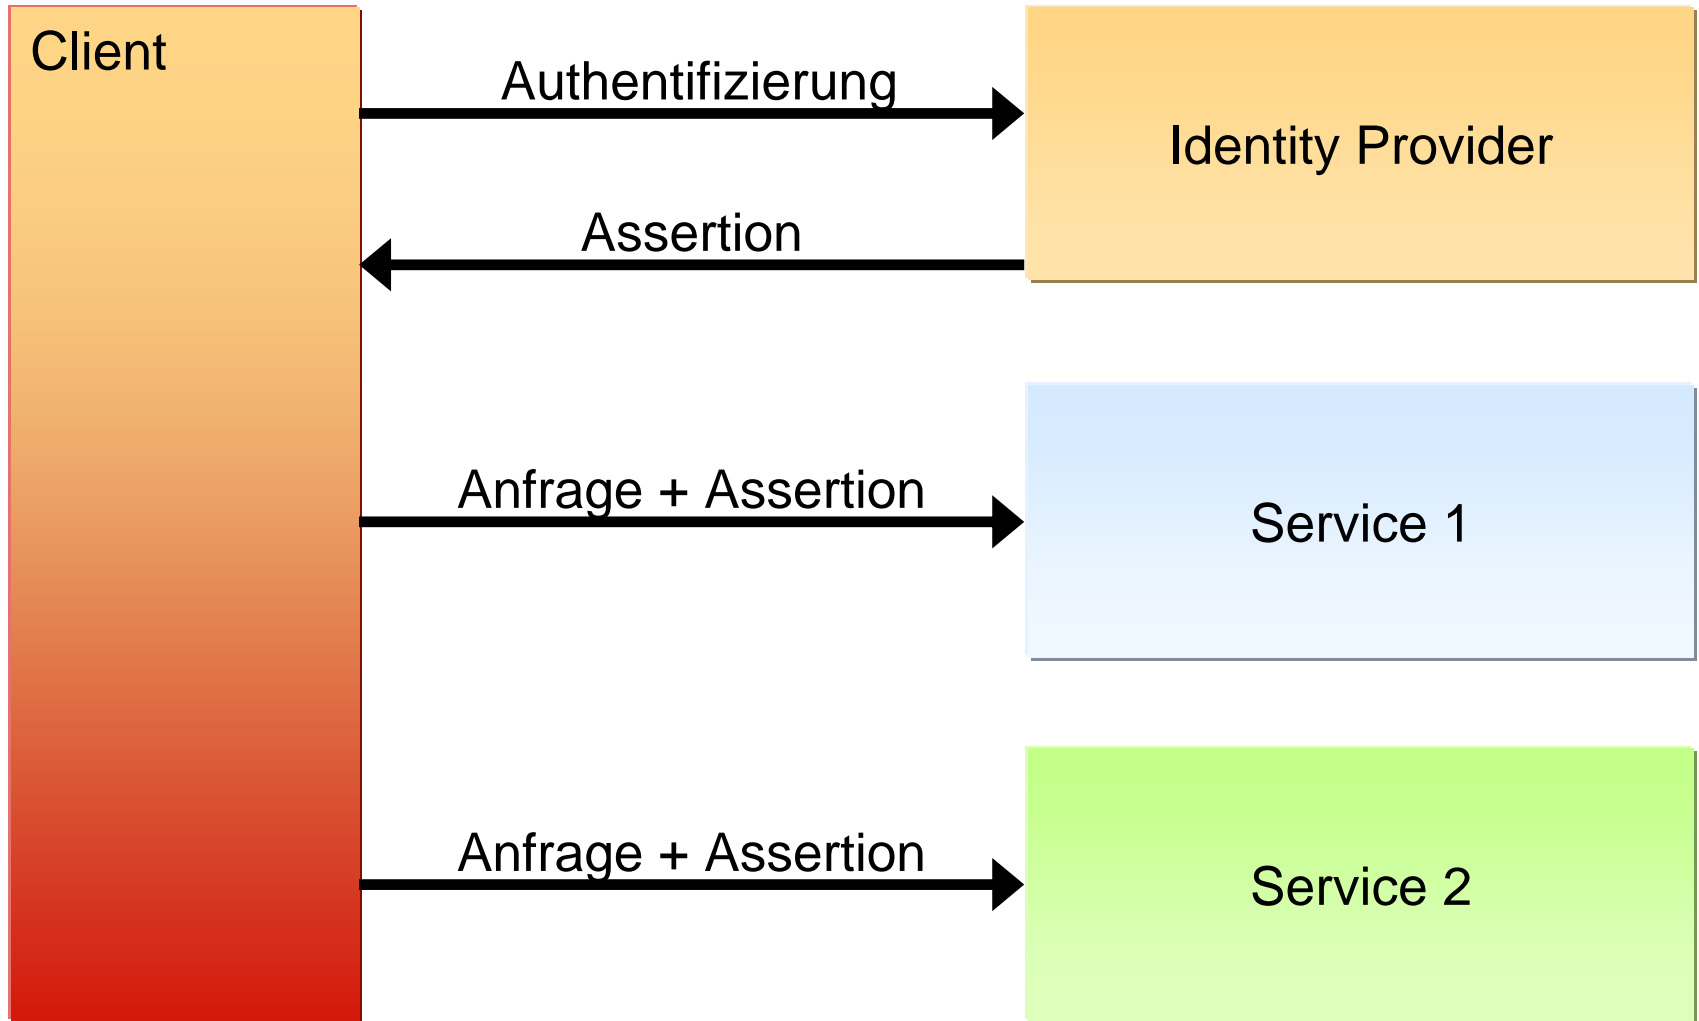 Client
Authentifizierung
Identity Provider
Assertion
Anfrage + Assertion
Service 1
Anfrage + Assertion
Service 2